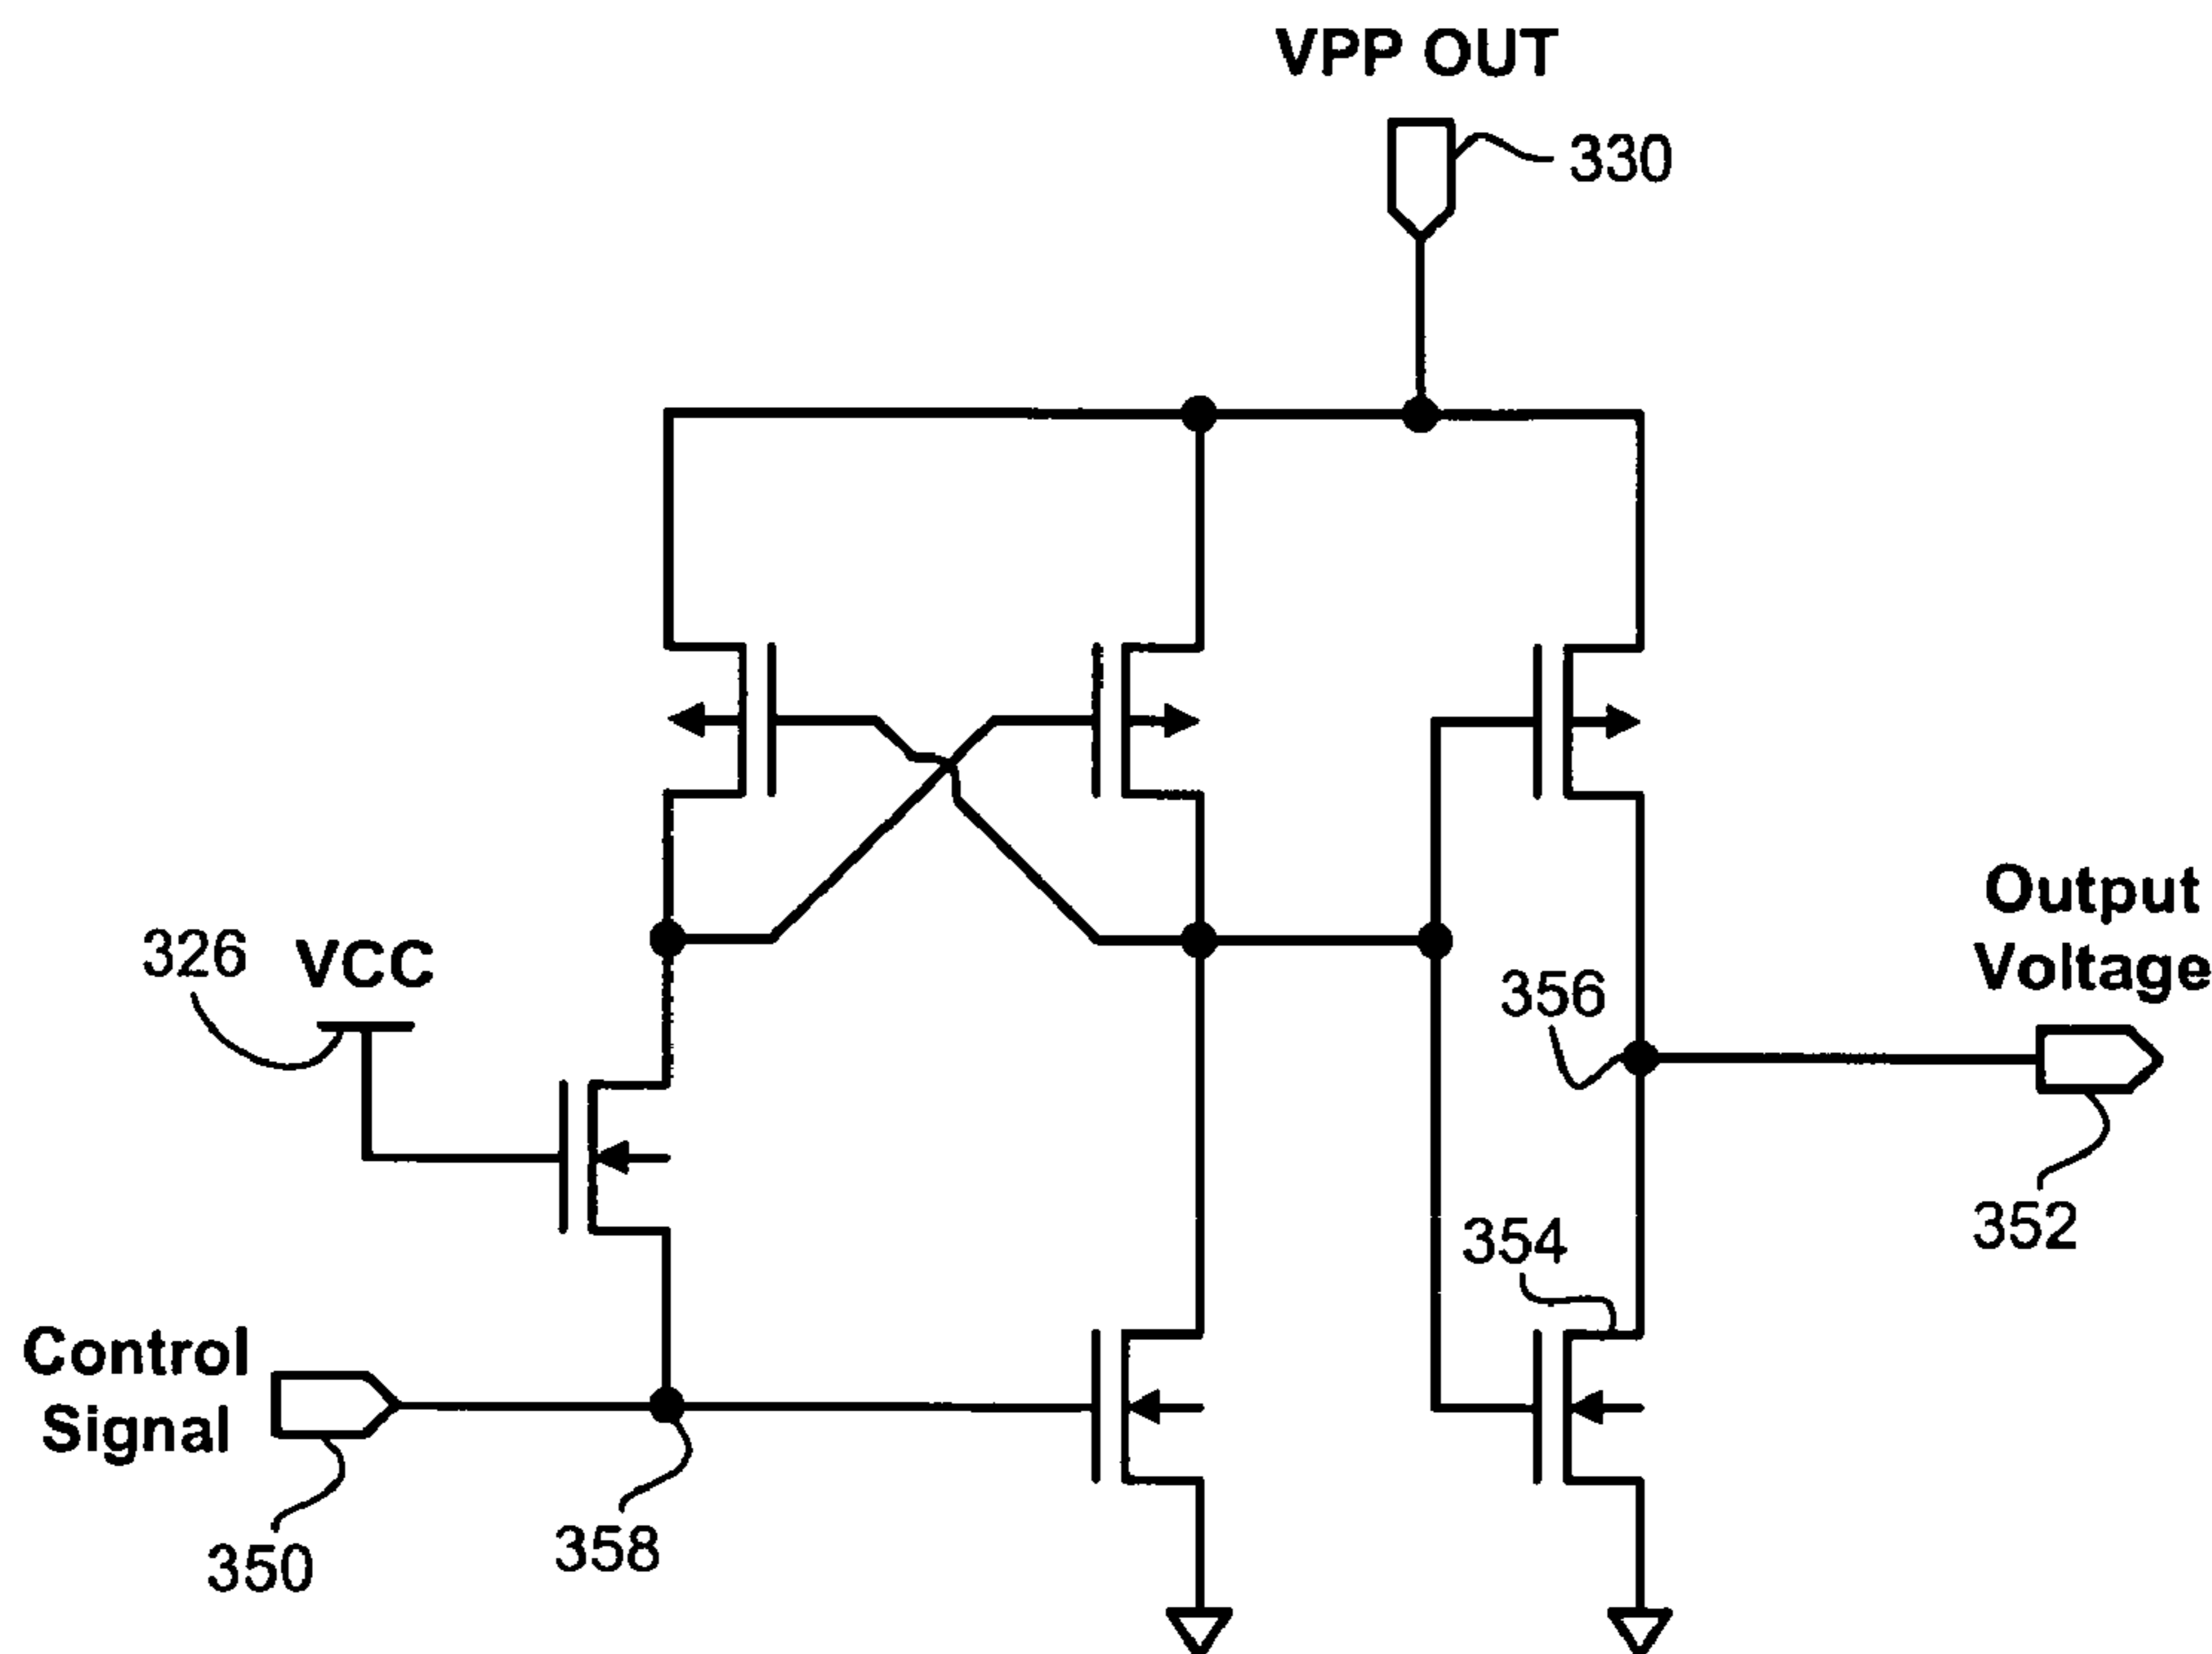 VPP OUT
330
326
VCC
Output
Voltage
356
352
354
Control
Signal
350
358